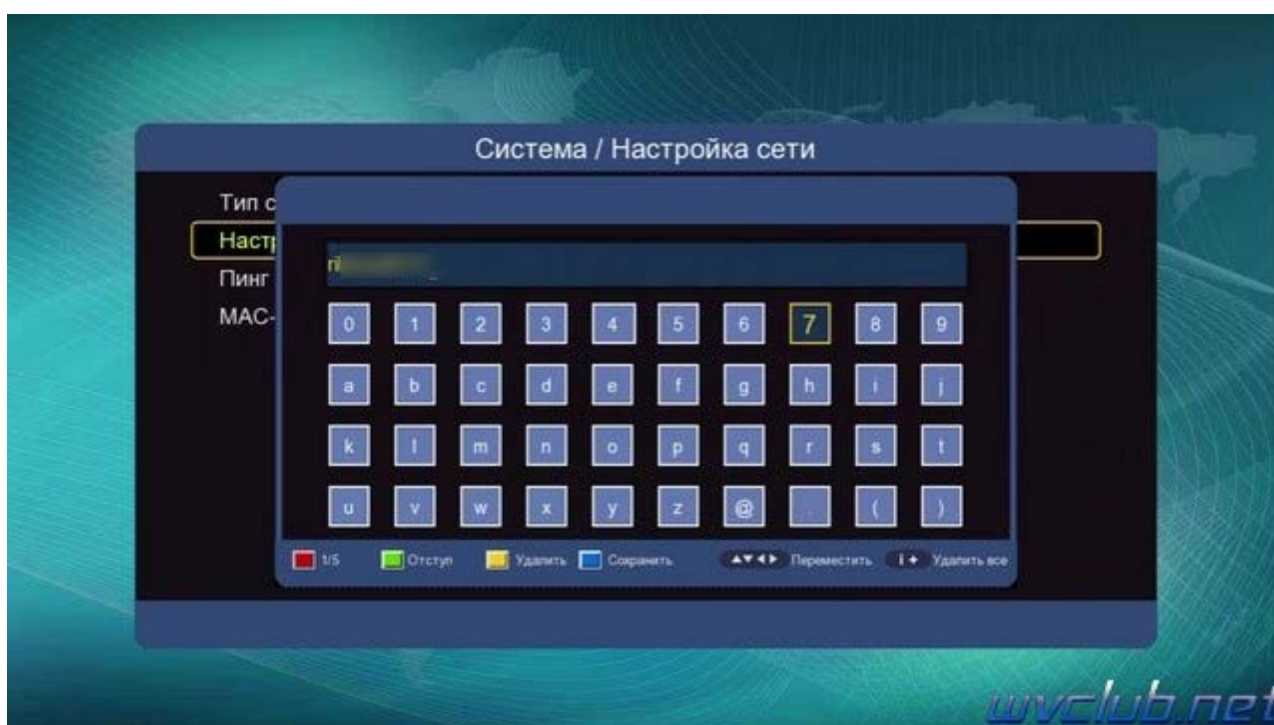 Система / Настройка сети
Тип с
Настр
Пинг
MAC-
0 1 2 3 4 5 6 7 8 9
a b c d e f g h i j
k l m n o p q r s t
u v w x y z @ . ( )
1/5 Отступ Удалить Сохранить ▲▼◄► Переместить i+ Удалить все
wvclub.net